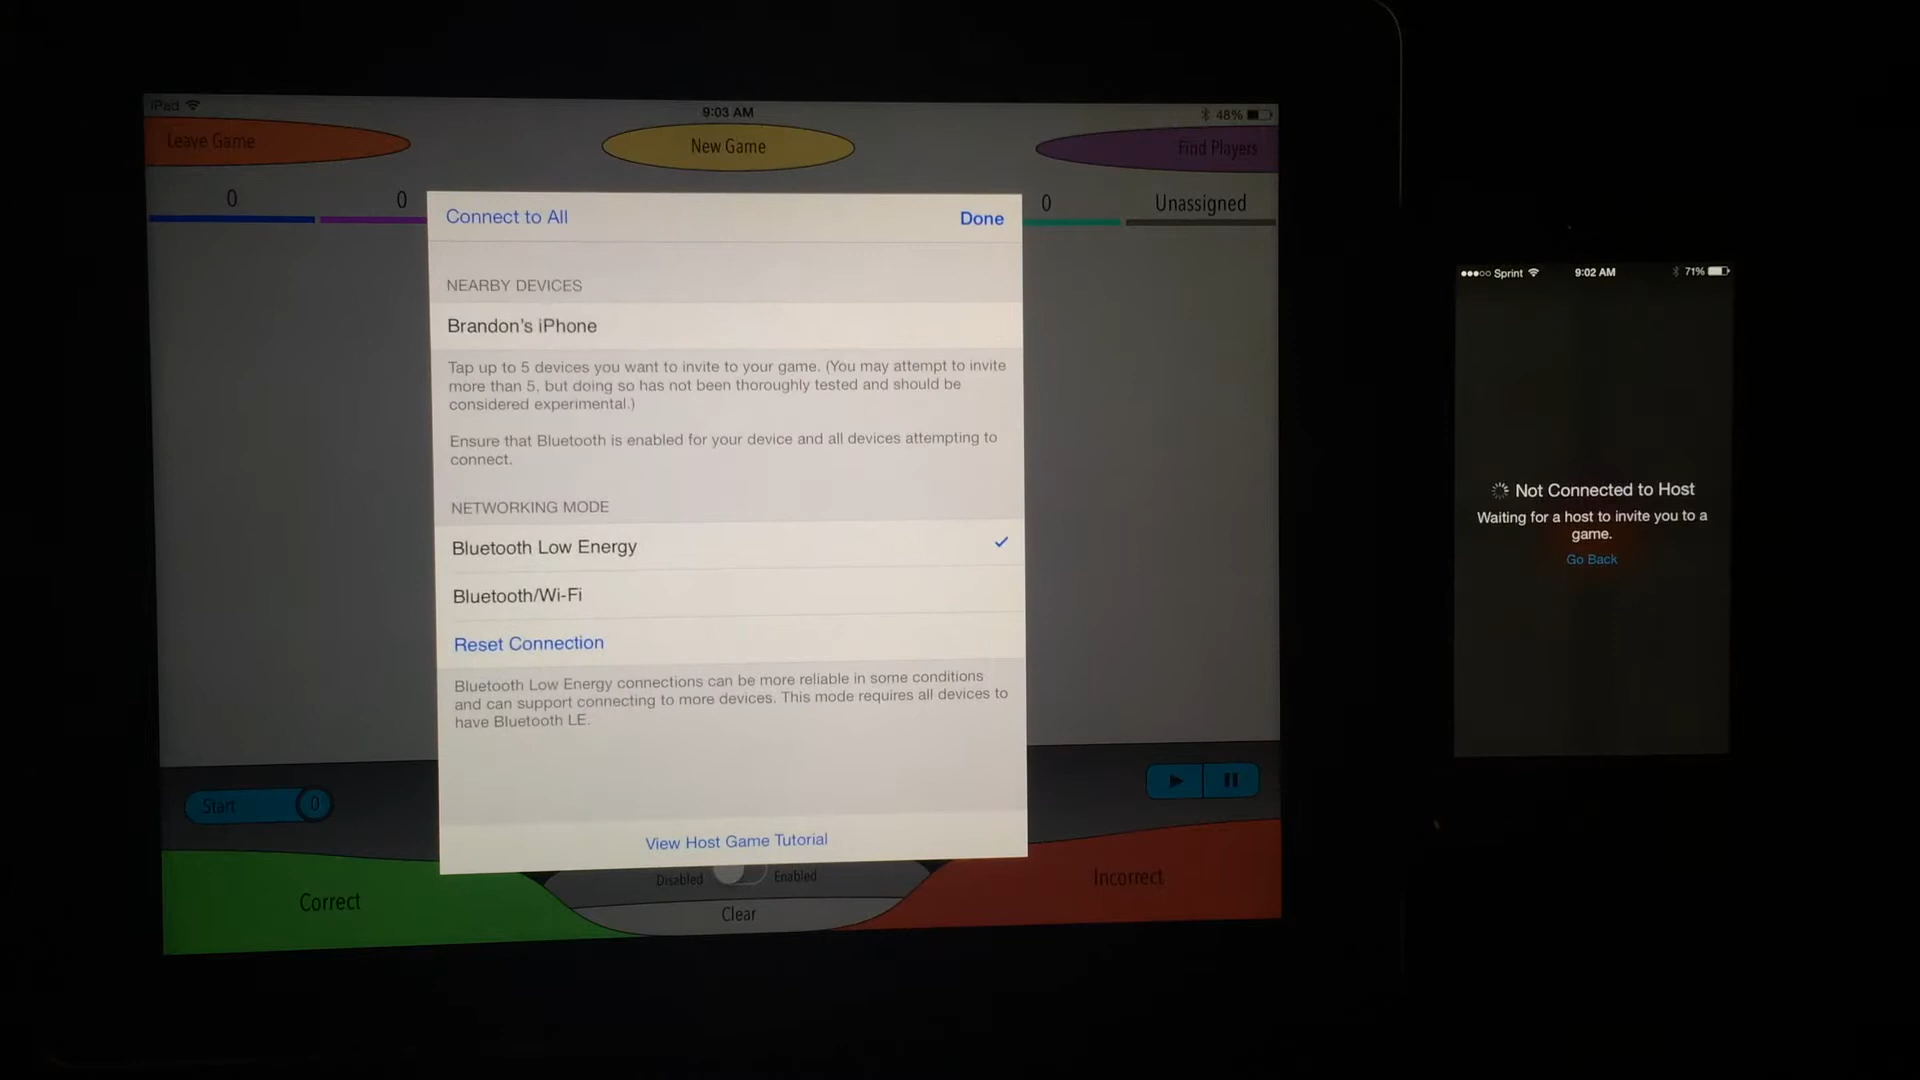 iPad
9:03 AM
48%
Leave Game
New Game
Find Players
0
0
0
Unassigned
Connect to All
Done
NEARBY DEVICES
Brandon's iPhone
Tap up to 5 devices you want to invite to your game. (You may attempt to invite
more than 5, but doing so has not been thoroughly tested and should be
considered experimental.)
Ensure that Bluetooth is enabled for your device and all devices attempting to
connect.
NETWORKING MODE
Bluetooth Low Energy
Bluetooth/Wi-Fi
Reset Connection
Bluetooth Low Energy connections can be more reliable in some conditions
and can support connecting to more devices. This mode requires all devices to
have Bluetooth LE.
View Host Game Tutorial
Start
0
Disabled
Enabled
Correct
Clear
Incorrect
Sprint
9:02 AM
71%
Not Connected to Host
Waiting for a host to invite you to a
game.
Go Back